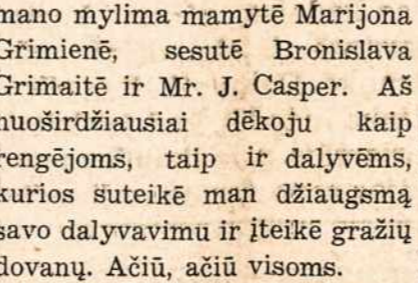 mano mylima mamytė Marijona
Grimienė, sesutė Bronislava
Grimaitė ir Mr. J. Casper. Aš
nuoširdžiausiai dėkoju kaip
rengėjoms, taip ir dalyvėms,
kurios suteikė man džiaugsmą
savo dalyvavimu ir įteikė gražių
dovanų. Ačiū, ačiū visoms.